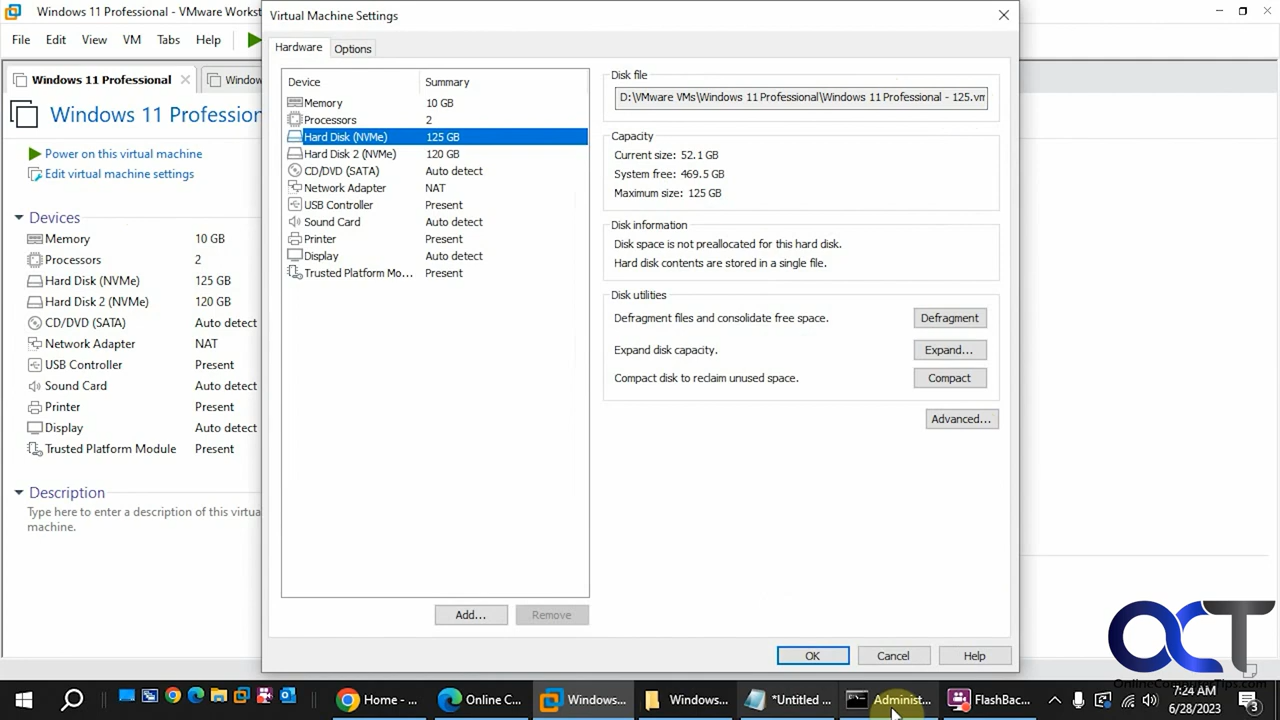 Windows 11 Professional - VMware Workst
Virtual Machine Settings
File Edit View VM Tabs Help
Hardware Options
Windows 11 Professional
Windov
Windows 11 Profession
Power on this virtual machine
Edit virtual machine settings
Devices
Memory 10 GB
Processors 2
Hard Disk (NVMe) 125 GB
Hard Disk 2 (NVMe) 120 GB
CD/DVD (SATA) Auto detect
Network Adapter NAT
USB Controller Present
Sound Card Auto detect
Printer Present
Display Auto detect
Trusted Platform Module Present
Description
Type here to enter a description of this virtua
machine.
Device Summary
Memory 10 GB
Processors 2
Hard Disk (NVMe) 125 GB
Hard Disk 2 (NVMe) 120 GB
CD/DVD (SATA) Auto detect
Network Adapter NAT
USB Controller Present
Sound Card Auto detect
Printer Present
Display Auto detect
Trusted Platform Mo... Present
Add... Remove
Disk file
D:\VMware VMs\Windows 11 Professional\Windows 11 Professional - 125.vm
Capacity
Current size: 52.1 GB
System free: 469.5 GB
Maximum size: 125 GB
Disk information
Disk space is not preallocated for this hard disk.
Hard disk contents are stored in a single file.
Disk utilities
Defragment files and consolidate free space. Defragment
Expand disk capacity. Expand...
Compact disk to reclaim unused space. Compact
Advanced...
OK Cancel Help
OCT
OnlineComputerTips.com
Home - ... Online C... Windows... Windows... *Untitled ... Administ... FlashBac...
7:24 AM
6/28/2023
3